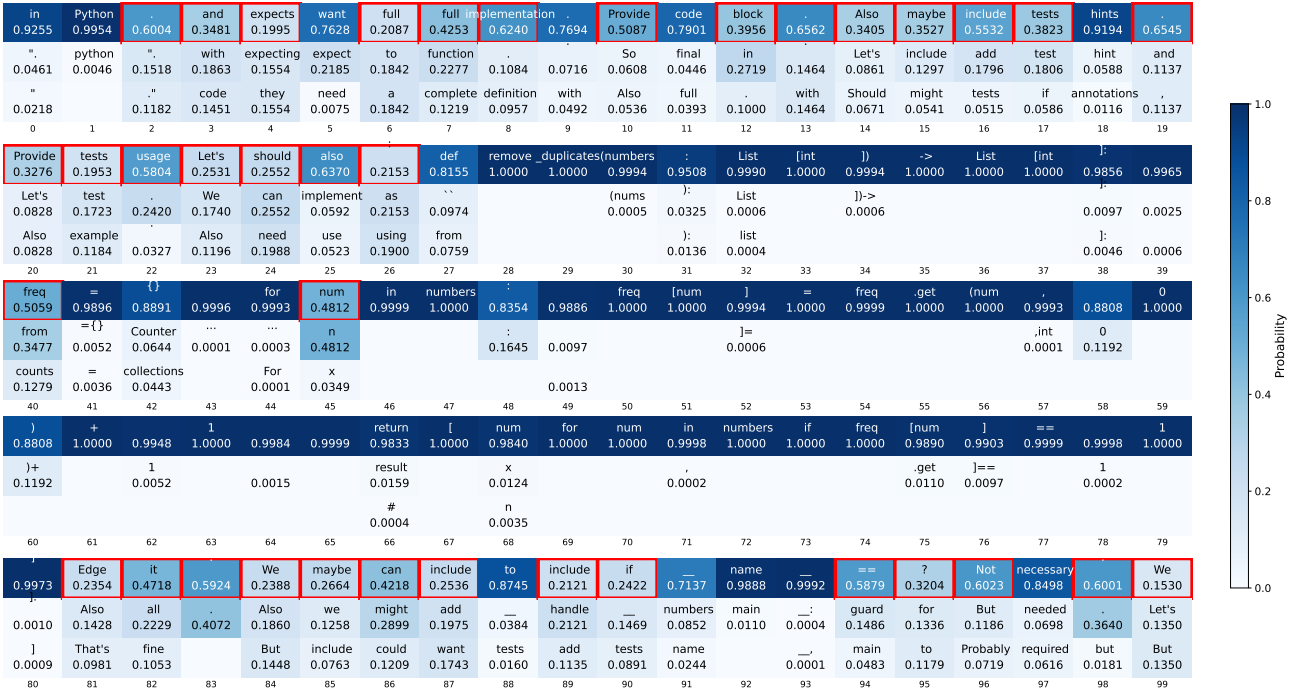 in Python . and expects want full full implementation . Provide code block . Also maybe include tests hints .
0.9255 0.9954 0.6004 0.3481 0.1995 0.7628 0.2087 0.4253 0.6240 0.7694 0.5087 0.7901 0.3956 0.6562 0.3405 0.3527 0.5532 0.3823 0.9194 0.6545
". python ". with expecting expect to function . So final in Let's include add test hint and
0.0461 0.0046 0.1518 0.1863 0.1554 0.2185 0.1842 0.2277 0.1084 0.0716 0.0608 0.0446 0.2719 0.1464 0.0861 0.1297 0.1796 0.1806 0.0588 0.1137
" ." code they need a complete definition with Also full . with Should might tests if annotations ,
0.0218 0.1182 0.1451 0.1554 0.0075 0.1842 0.1219 0.0957 0.0492 0.0536 0.0393 0.1000 0.1464 0.0671 0.0541 0.0515 0.0586 0.0116 0.1137
0 1 2 3 4 5 6 7 8 9 10 11 12 13 14 15 16 17 18 19
Provide tests usage Let's should also : def remove _duplicates (numbers : List [int ]) -> List [int ]:
0.3276 0.1953 0.5804 0.2531 0.2552 0.6370 0.2153 0.8155 1.0000 1.0000 0.9994 0.9508 0.9994 1.0000 0.9994 1.0000 0.9999 1.0000 0.9856 0.9965
Let's test . We can implement as `` (nums ): List ])-> ]:
0.0828 0.1723 0.2420 0.1740 0.2552 0.0592 0.2153 0.0974 0.0005 0.0325 0.0006 0.0006 0.0097 0.0025
Also example . Also need use using from ): list ]:
0.0828 0.1184 0.0327 0.1196 0.1988 0.0523 0.1900 0.0759 0.0136 0.0004 0.0046 0.0006
20 21 22 23 24 25 26 27 28 29 30 31 32 33 34 35 36 37 38 39
freq = {} for num in numbers : freq [num ] = freq .get (num , 0
0.5059 0.9896 0.8891 0.9996 0.9993 0.4812 0.9999 1.0000 0.8354 0.9886 1.0000 1.0000 0.9994 1.0000 0.9999 1.0000 1.0000 0.9993 0.8808 1.0000
from ={} Counter ... ... n : ]= ,int 0
0.3477 0.0052 0.0644 0.0001 0.0003 0.4812 0.1645 0.0097 0.0006 0.0001 0.1192
counts = collections For x
0.1279 0.0036 0.0443 0.0001 0.0349 0.0013
40 41 42 43 44 45 46 47 48 49 50 51 52 53 54 55 56 57 58 59
) + 1 return [ num for num in numbers if freq [num ] == 1
0.8808 1.0000 0.9948 1.0000 0.9984 0.9999 0.9833 1.0000 0.9840 1.0000 1.0000 0.9998 1.0000 1.0000 1.0000 0.9890 0.9903 0.9999 0.9998 1.0000
)+ 1 result x , .get ]== 1
0.1192 0.0052 0.0015 0.0159 0.0124 0.0002 0.0110 0.0097 0.0002
# n
0.0004 0.0035
60 61 62 63 64 65 66 67 68 69 70 71 72 73 74 75 76 77 78 79
] Edge it . We maybe can include to include if __ name __ == ? Not necessary . We
0.9973 0.2354 0.4718 0.5924 0.2388 0.2664 0.4218 0.2536 0.8745 0.2121 0.2422 0.7137 0.9888 0.9992 0.5879 0.3204 0.6023 0.8498 0.6001 0.1530
]: Also all . Also we might add __ handle __ numbers main __: guard for But needed . Let's
0.0010 0.1428 0.2229 0.4072 0.1860 0.1258 0.2899 0.1975 0.0384 0.2121 0.1469 0.0852 0.0110 0.0004 0.1486 0.1336 0.1186 0.0698 0.3640 0.1350
] That's fine But include could want tests add tests name __, main to Probably required but But
0.0009 0.0981 0.1053 0.1448 0.0763 0.1209 0.1743 0.0160 0.1135 0.0891 0.0244 0.0001 0.0483 0.1179 0.0719 0.0616 0.0181 0.1350
80 81 82 83 84 85 86 87 88 89 90 91 92 93 94 95 96 97 98 99
1.0
0.8
0.6
0.4
0.2
0.0
Probability